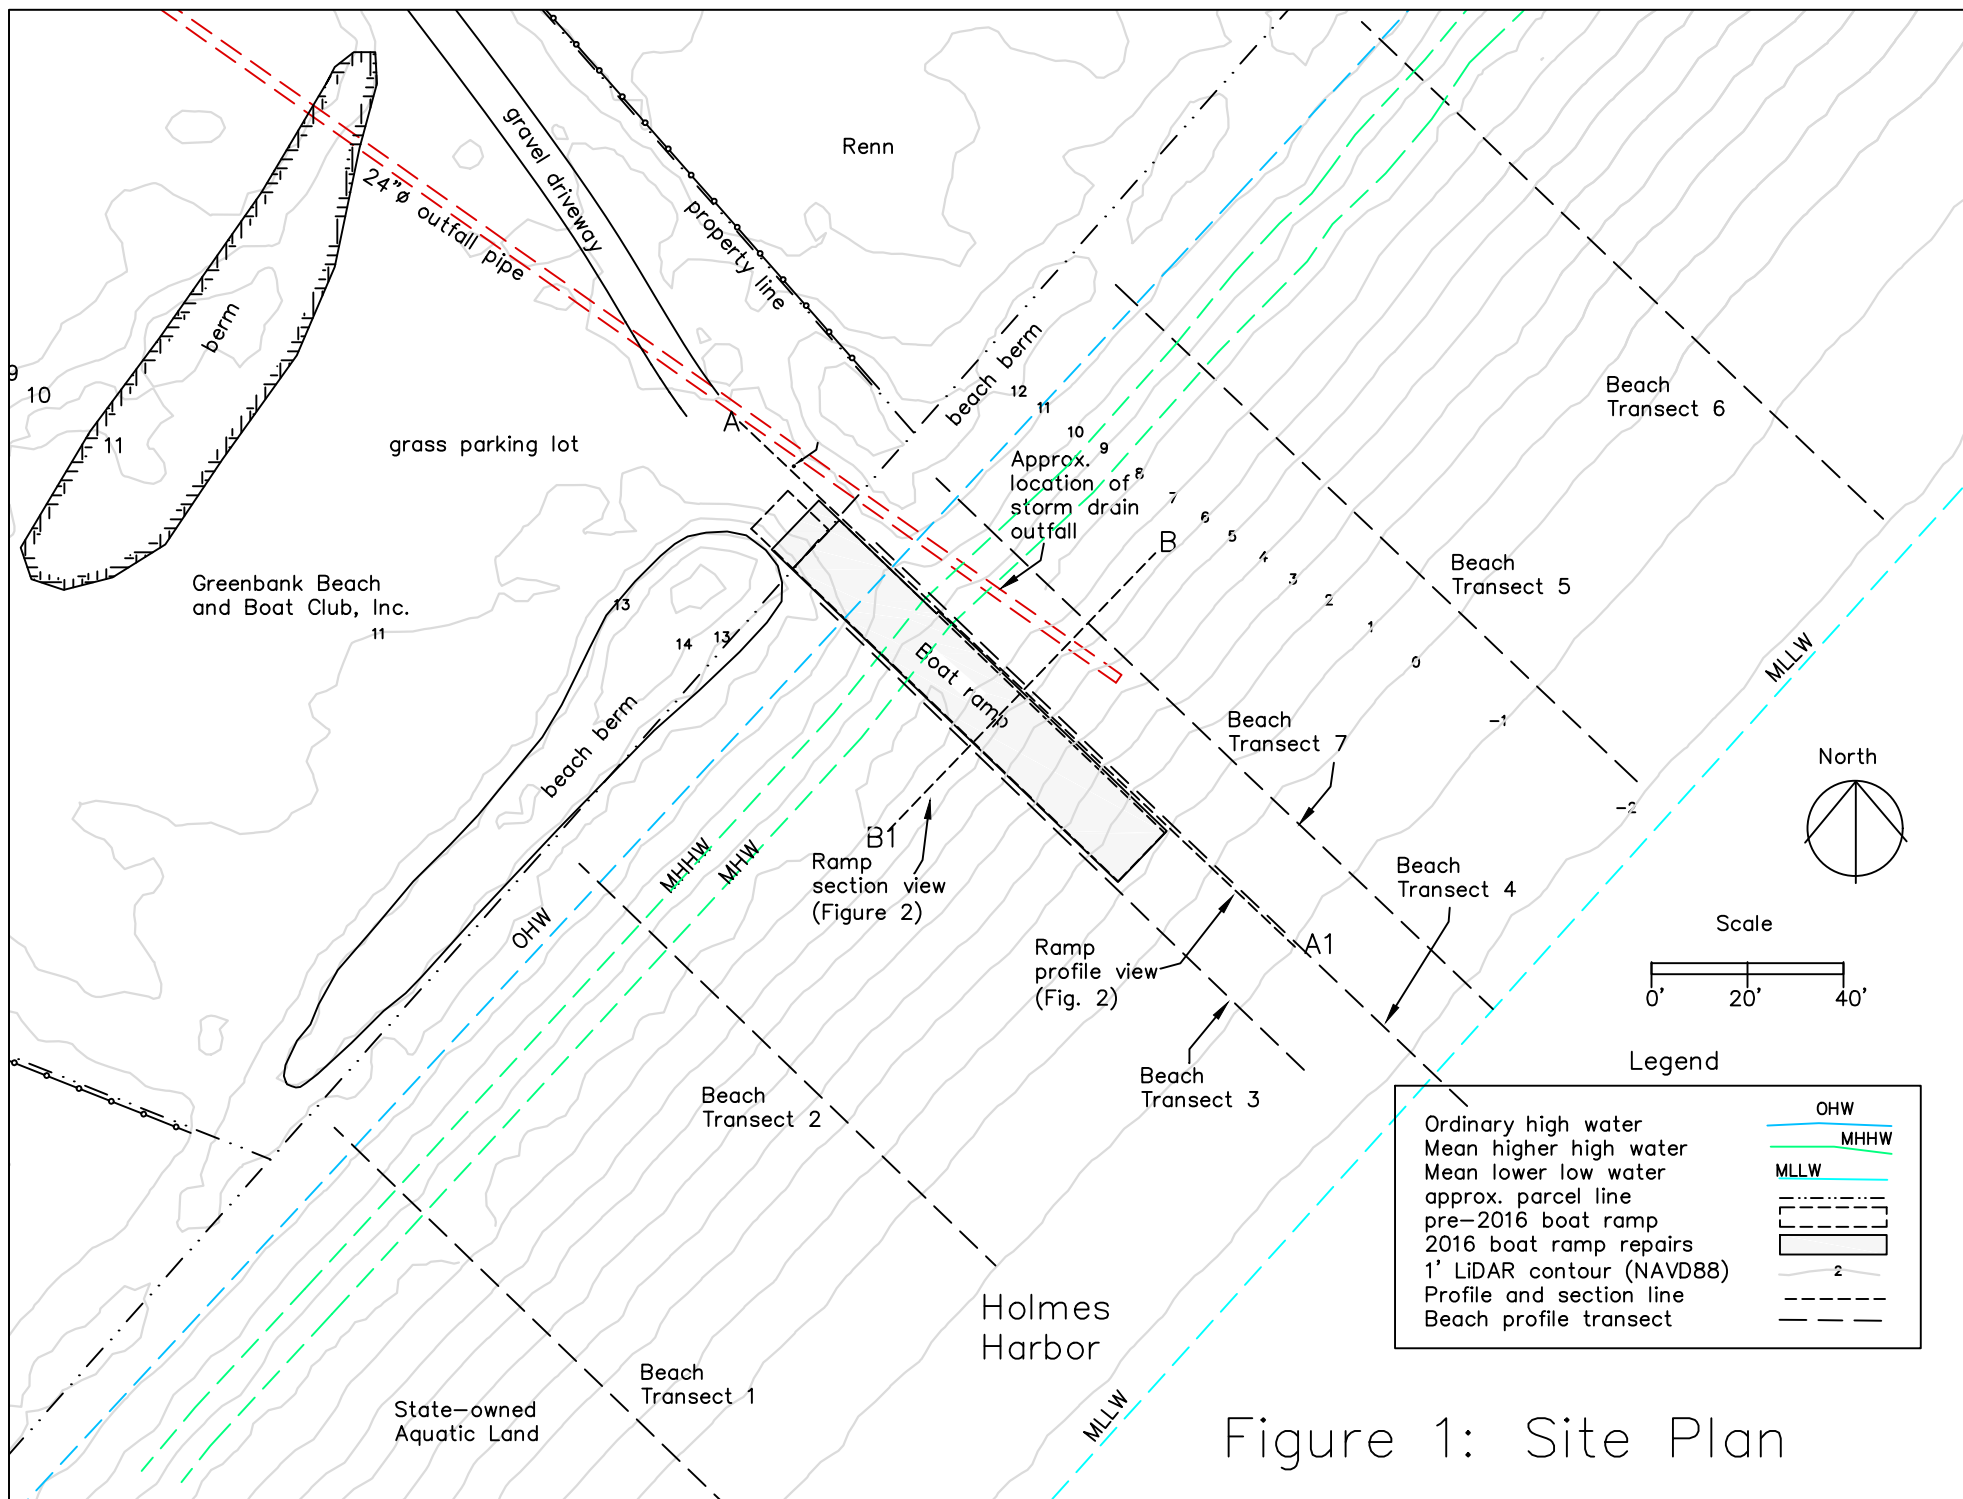 Renn
gravel driveway
24"ø outfall pipe
property line
berm
9
10
11
grass parking lot
A
beach berm
12
11
10
9
8
7
6
5
4
3
2
1
0
-1
-2
Approx.
location of
storm drain
outfall
B
Beach
Transect 6
Beach
Transect 5
MLLW
Greenbank Beach
and Boat Club, Inc.
11
13
14
13
Boat ramp
beach berm
Beach
Transect 7
North
MHHW
MHW
B1
Ramp
section view
(Figure 2)
OHW
Beach
Transect 4
Ramp
profile view
(Fig. 2)
A1
Scale
0'
20'
40'
Beach
Transect 3
Beach
Transect 2
Legend
Ordinary high water
OHW
Mean higher high water
MHHW
Mean lower low water
MLLW
approx. parcel line
pre-2016 boat ramp
2016 boat ramp repairs
1' LiDAR contour (NAVD88)
2
Profile and section line
Beach profile transect
Holmes
Harbor
Beach
Transect 1
State-owned
Aquatic Land
MLLW
Figure 1: Site Plan